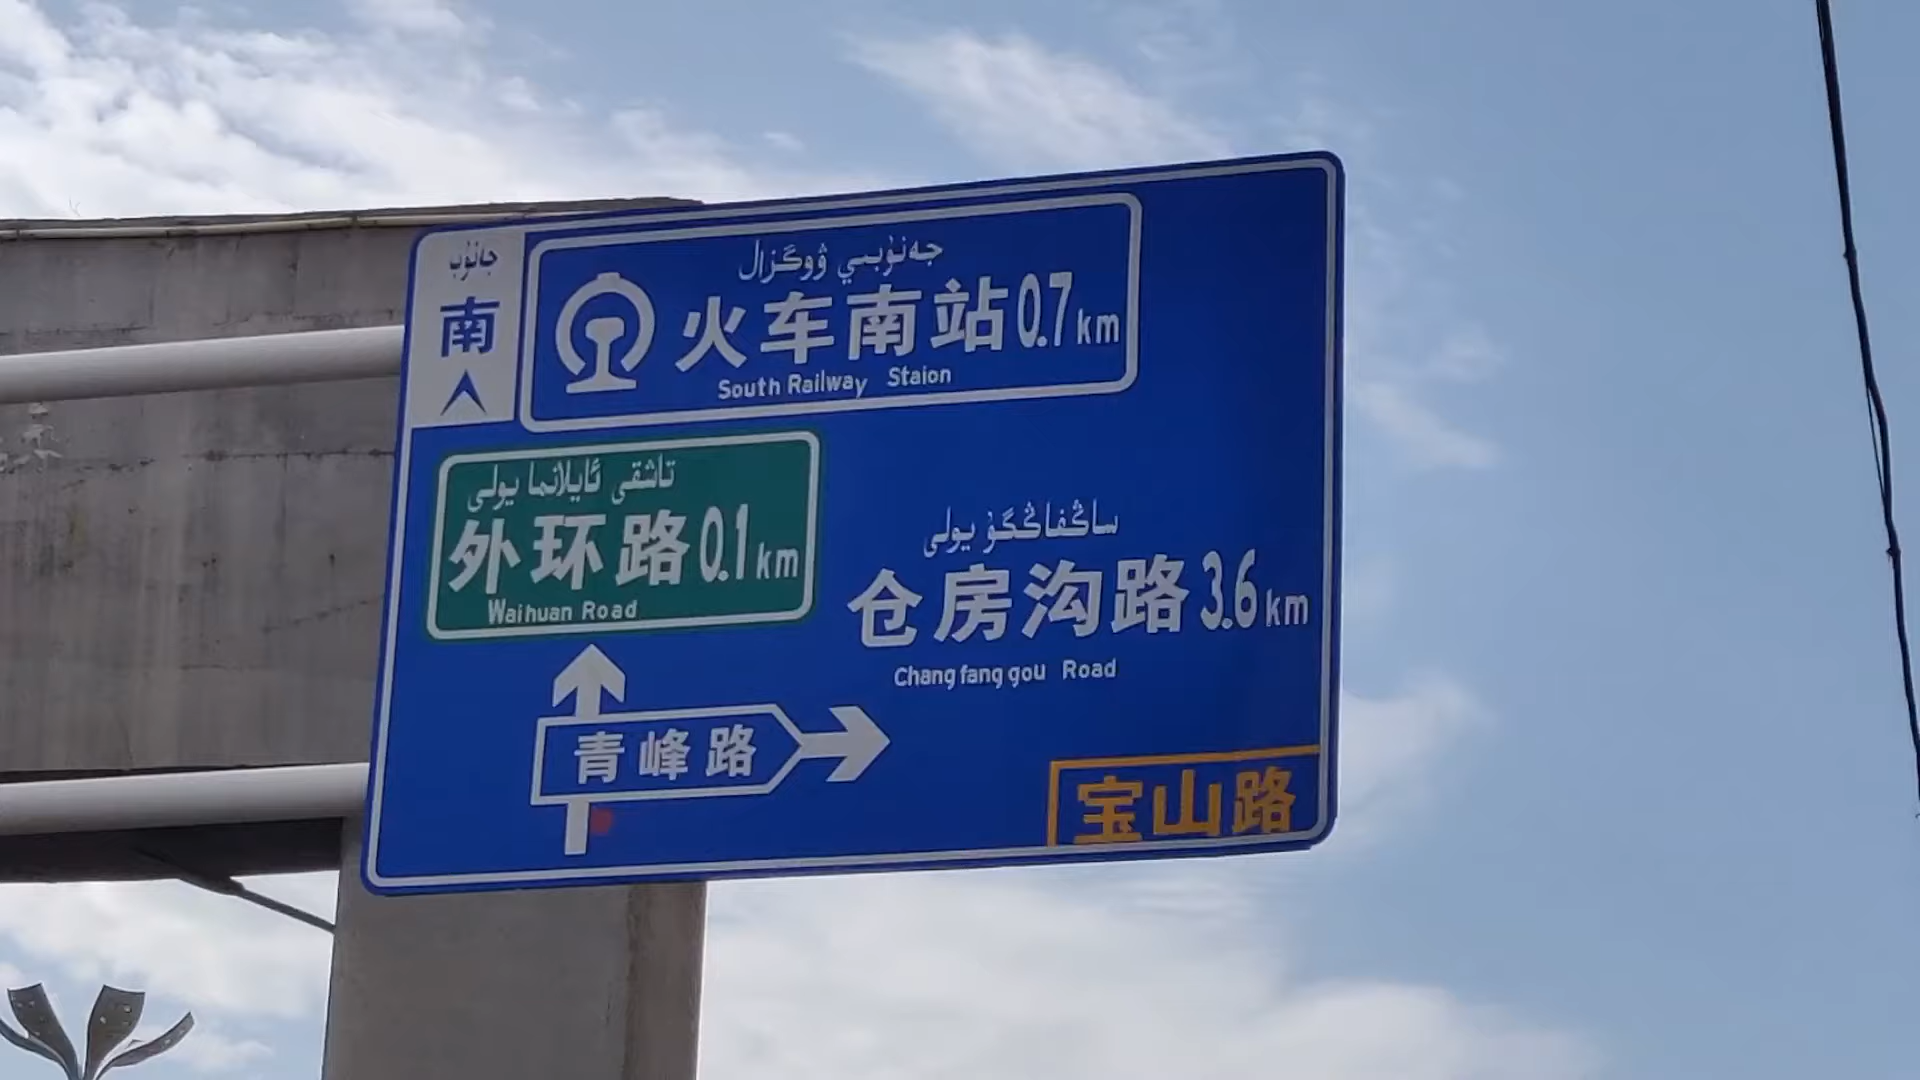 جەنۇب
南
جەنۇبىي ۋوگزال
火车南站0.7km
South Railway Staion
تاشقى ئايلانما يولى
外环路0.1km
Waihuan Road
ساڭفاڭگۇ يولى
仓房沟路3.6km
Chang fang gou Road
青峰路
宝山路